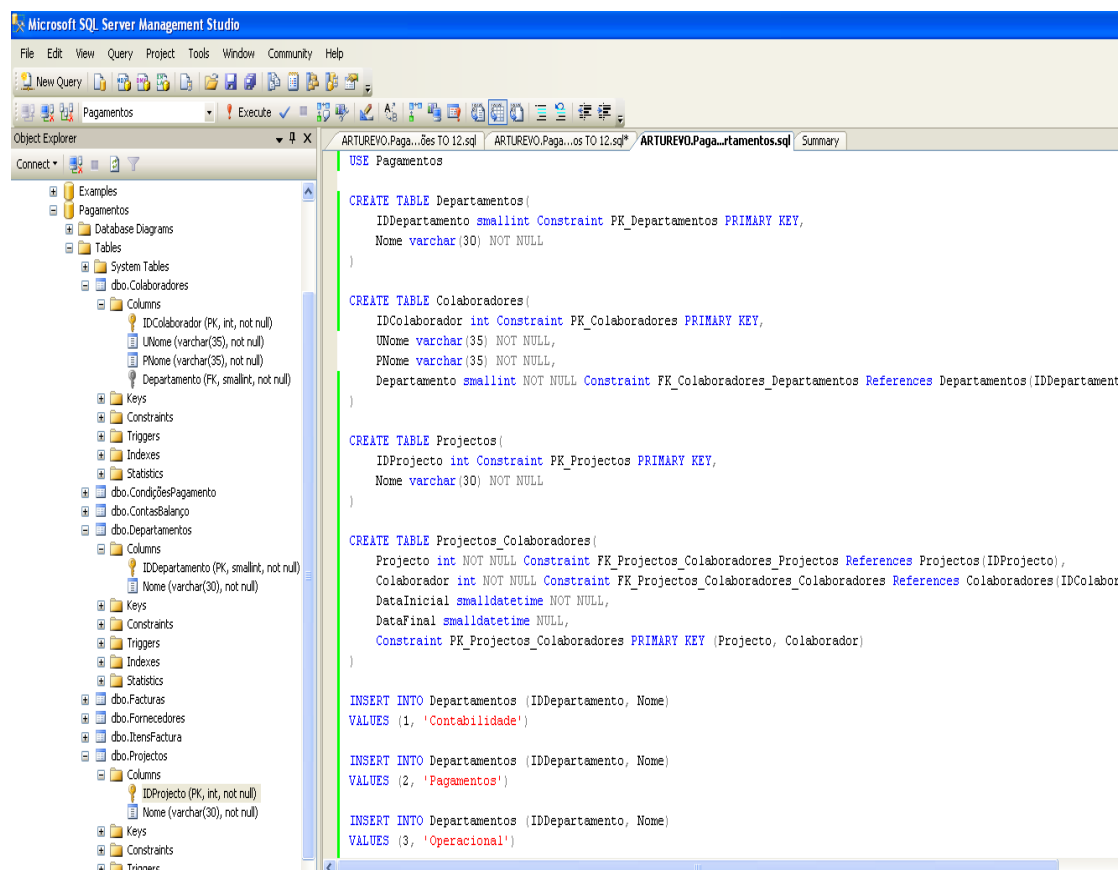 Microsoft SQL Server Management Studio
File Edit View Query Project Tools Window Community Help
New Query
Pagamentos Execute
Object Explorer
Connect
Examples
Pagamentos
Database Diagrams
Tables
System Tables
dbo.Colaboradores
Columns
IDColaborador (PK, int, not null)
UNome (varchar(35), not null)
PNome (varchar(35), not null)
Departamento (FK, smallint, not null)
Keys
Constraints
Triggers
Indexes
Statistics
dbo.CondiçõesPagamento
dbo.ContasBalanço
dbo.Departamentos
Columns
IDDepartamento (PK, smallint, not null)
Nome (varchar(30), not null)
Keys
Constraints
Triggers
Indexes
Statistics
dbo.Facturas
dbo.Fornecedores
dbo.ItensFactura
dbo.Projectos
Columns
IDProjecto (PK, int, not null)
Nome (varchar(30), not null)
Keys
Constraints
Triggers
ARTUREVO.Paga...ões TO 12.sql ARTUREVO.Paga...os TO 12.sql* ARTUREVO.Paga...rtamentos.sql Summary
USE Pagamentos
CREATE TABLE Departamentos(
IDDepartamento smallint Constraint PK_Departamentos PRIMARY KEY,
Nome varchar(30) NOT NULL
)
CREATE TABLE Colaboradores(
IDColaborador int Constraint PK_Colaboradores PRIMARY KEY,
UNome varchar(35) NOT NULL,
PNome varchar(35) NOT NULL,
Departamento smallint NOT NULL Constraint FK_Colaboradores_Departamentos References Departamentos(IDDepartament
)
CREATE TABLE Projectos(
IDProjecto int Constraint PK_Projectos PRIMARY KEY,
Nome varchar(30) NOT NULL
)
CREATE TABLE Projectos_Colaboradores(
Projecto int NOT NULL Constraint FK_Projectos_Colaboradores_Projectos References Projectos(IDProjecto),
Colaborador int NOT NULL Constraint FK_Projectos_Colaboradores_Colaboradores References Colaboradores(IDColabor
DataInicial smalldatetime NOT NULL,
DataFinal smalldatetime NULL,
Constraint PK_Projectos_Colaboradores PRIMARY KEY (Projecto, Colaborador)
)
INSERT INTO Departamentos (IDDepartamento, Nome)
VALUES (1, 'Contabilidade')
INSERT INTO Departamentos (IDDepartamento, Nome)
VALUES (2, 'Pagamentos')
INSERT INTO Departamentos (IDDepartamento, Nome)
VALUES (3, 'Operacional')